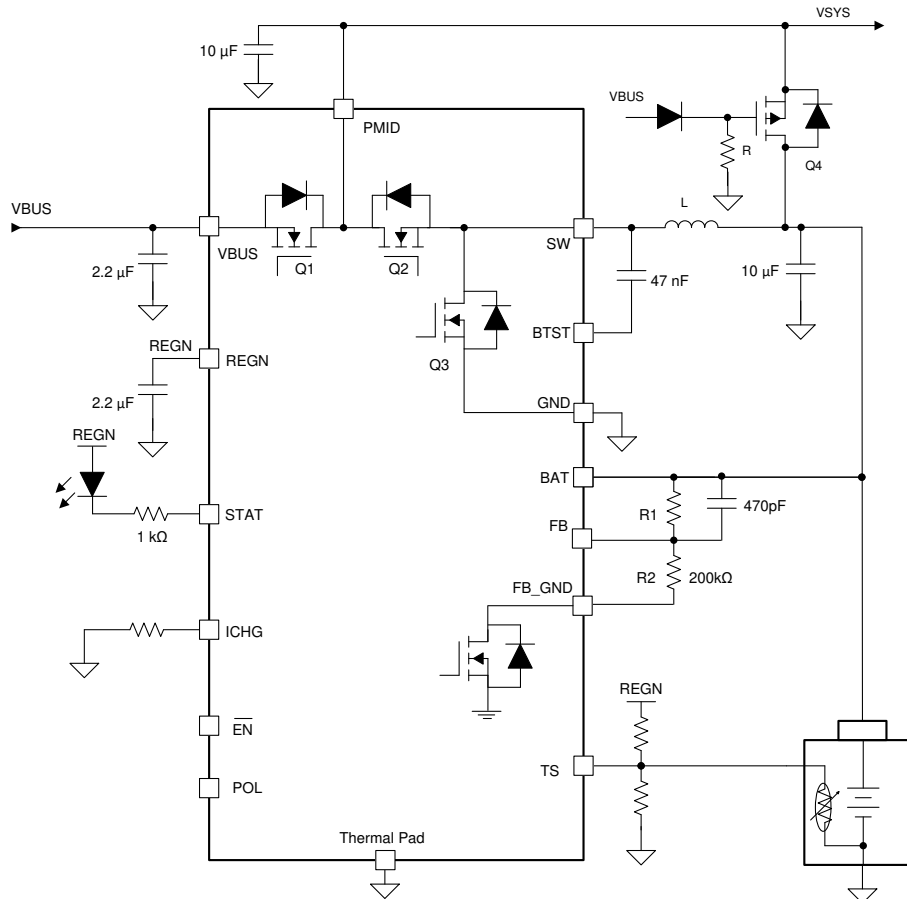 VSYS
10 µF
VBUS
PMID
R
Q4
VBUS
L
VBUS
SW
Q1
Q2
2.2 µF
47 nF
10 µF
BTST
REGN
REGN
Q3
2.2 µF
GND
REGN
BAT
R1
470pF
STAT
FB
1 kΩ
R2
200kΩ
FB_GND
ICHG
REGN
EN
TS
POL
Thermal Pad